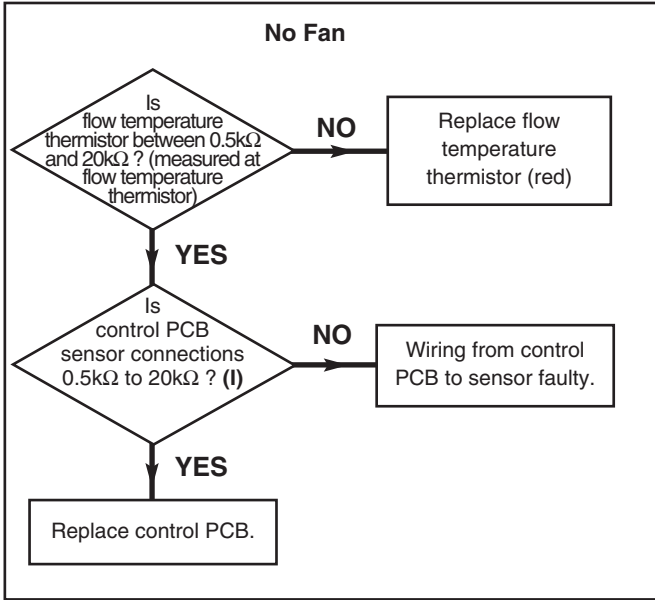 No Fan
Is
flow temperature
thermistor between 0.5kΩ
and 20kΩ ? (measured at
flow temperature
thermistor)
NO
Replace flow
temperature
thermistor (red)
YES
Is
control PCB
sensor connections
0.5kΩ to 20kΩ ? (I)
NO
Wiring from control
PCB to sensor faulty.
YES
Replace control PCB.